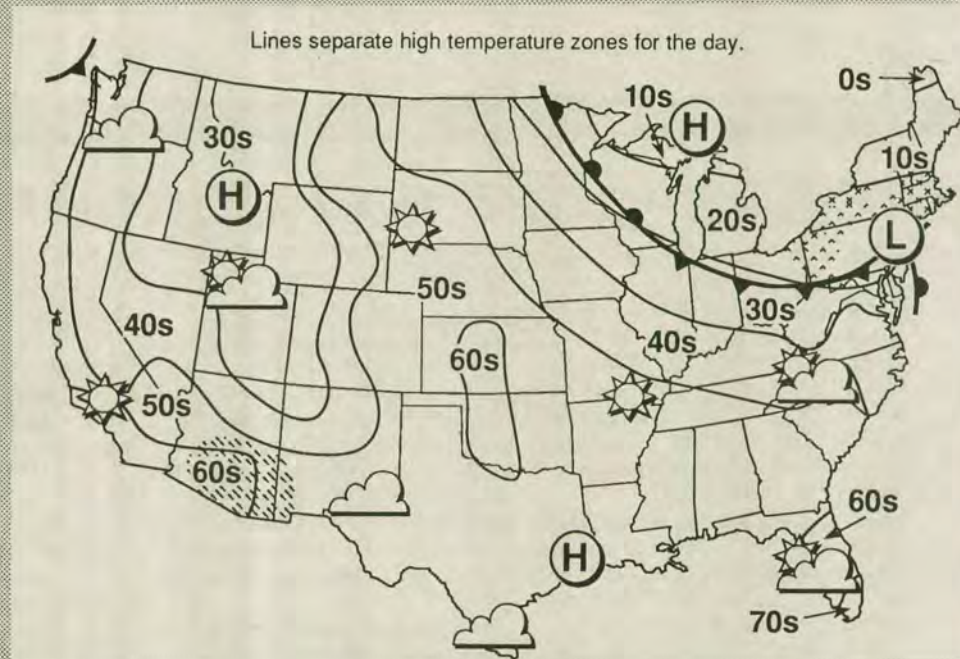 Lines separate high temperature zones for the day.
0s
10s
H
30s
10s
H
20s
L
50s
30s
40s
40s
60s
50s
60s
60s
H
70s